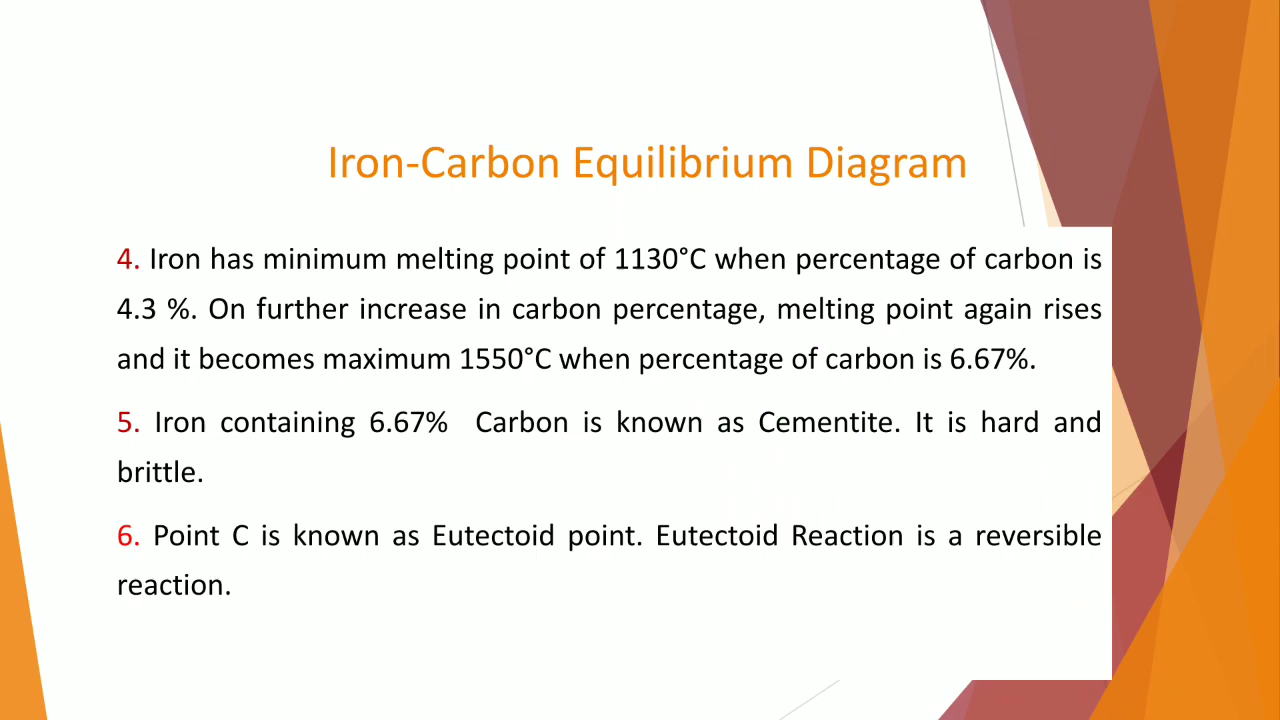 Iron-Carbon Equilibrium Diagram
4. Iron has minimum melting point of 1130°C when percentage of carbon is
4.3 %. On further increase in carbon percentage, melting point again rises
and it becomes maximum 1550°C when percentage of carbon is 6.67%.
5. Iron containing 6.67% Carbon is known as Cementite. It is hard and
brittle.
6. Point C is known as Eutectoid point. Eutectoid Reaction is a reversible
reaction.